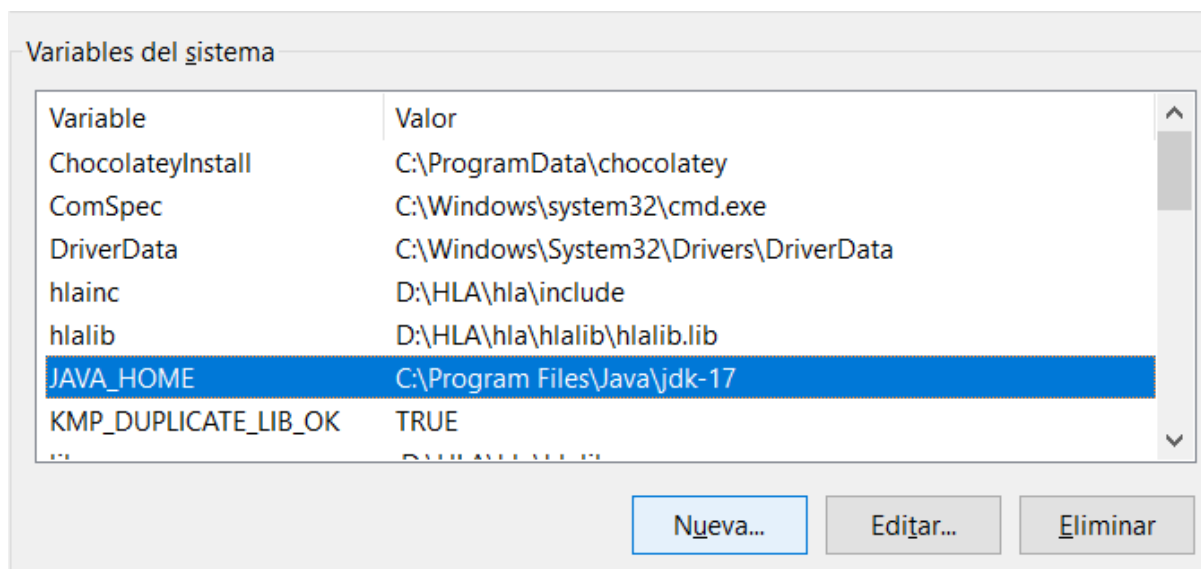 Variables del sistema
Variable Valor
ChocolateyInstall C:\ProgramData\chocolatey
ComSpec C:\Windows\system32\cmd.exe
DriverData C:\Windows\System32\Drivers\DriverData
hlainc D:\HLA\hla\include
hlalib D:\HLA\hla\hlalib\hlalib.lib
JAVA_HOME C:\Program Files\Java\jdk-17
KMP_DUPLICATE_LIB_OK TRUE
Nueva... Editar... Eliminar